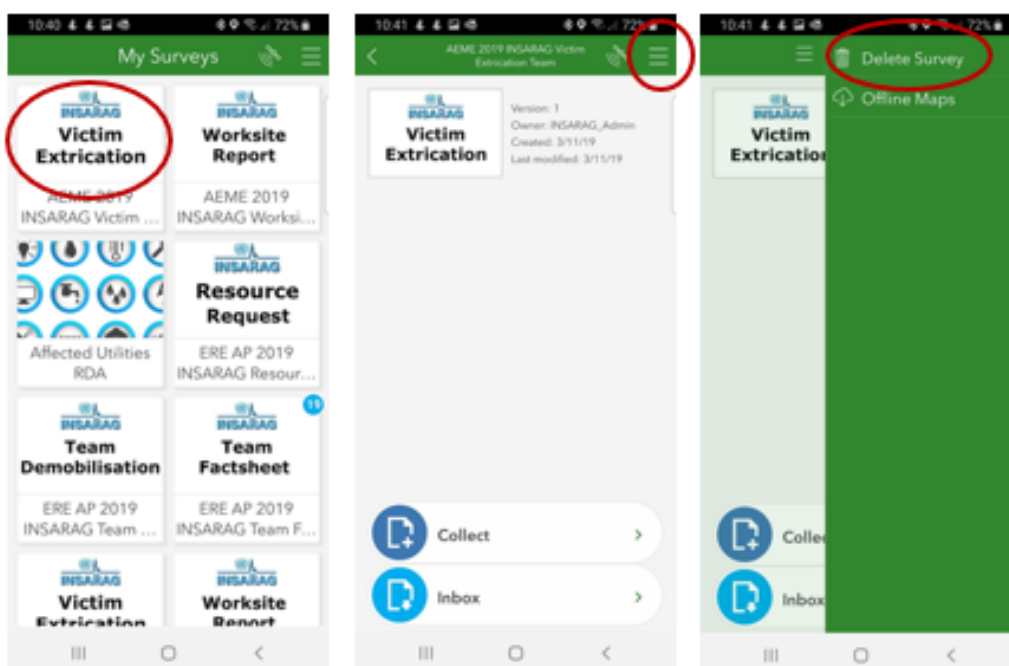 10:40
72%
My Surveys
INSARAG
Victim
Extrication
AEME 2019
INSARAG Victim ...
INSARAG
Worksite
Report
AEME 2019
INSARAG Worksi...
Affected Utilities
RDA
INSARAG
Resource
Request
ERE AP 2019
INSARAG Resour...
INSARAG
Team
Demobilisation
ERE AP 2019
INSARAG Team ...
19
INSARAG
Team
Factsheet
ERE AP 2019
INSARAG Team F...
INSARAG
Victim
Extrication
INSARAG
Worksite
Report
10:41
72%
AEME 2019 INSARAG Victim
Extrication Team
INSARAG
Victim
Extrication
Version: 1
Owner: INSARAG_Admin
Created: 3/11/19
Last modified: 3/11/19
Collect
Inbox
10:41
72%
Delete Survey
Offline Maps
INSARAG
Victim
Extrication
Collec
Inbox